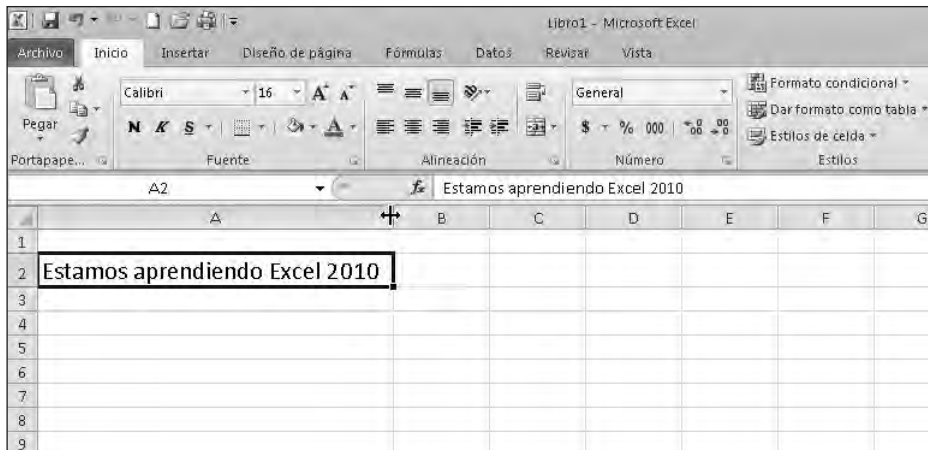 Libro1 - Microsoft Excel
Archivo Inicio Insertar Diseño de página Fórmulas Datos Revisar Vista
Calibri 16 A A General Formato condicional
Dar formato como tabla
Pegar N K S A $ % 000 Estilos de celda
Portapape... Fuente Alineación Número Estilos
A2 fx Estamos aprendiendo Excel 2010
A B C D E F G
1
2 Estamos aprendiendo Excel 2010
3
4
5
6
7
8
9